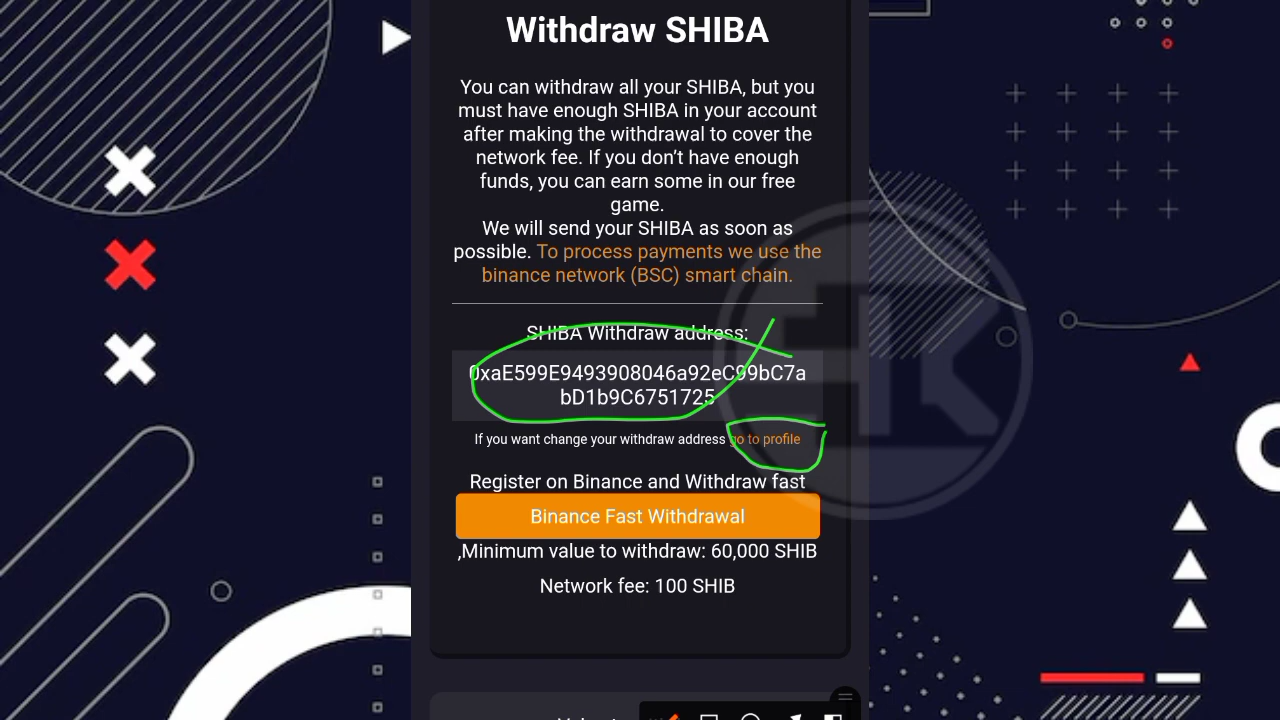 Withdraw SHIBA
You can withdraw all your SHIBA, but you
must have enough SHIBA in your account
after making the withdrawal to cover the
network fee. If you don’t have enough
funds, you can earn some in our free
game.
We will send your SHIBA as soon as
possible. To process payments we use the
binance network (BSC) smart chain.
SHIBA Withdraw address:
0xaE599E9493908046a92eC99bC7a
bD1b9C6751725
If you want change your withdraw address go to profile
Register on Binance and Withdraw fast
Binance Fast Withdrawal
,Minimum value to withdraw: 60,000 SHIB
Network fee: 100 SHIB